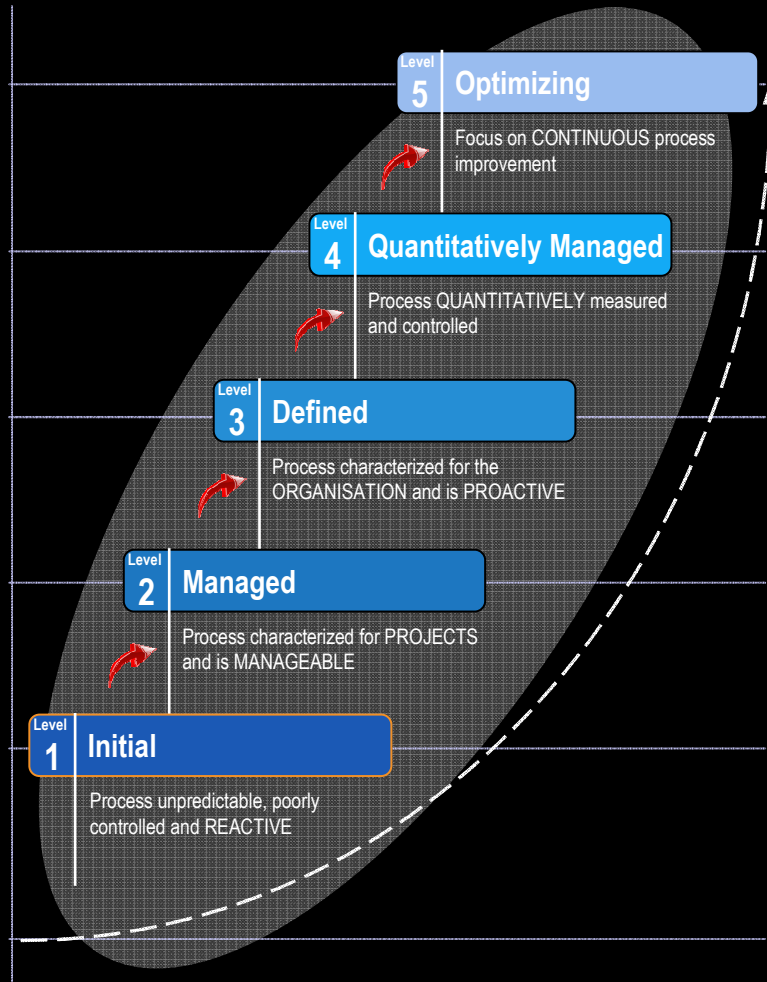 Level
5
Optimizing
Focus on CONTINUOUS process
improvement
Level
4
Quantitatively Managed
Process QUANTITATIVELY measured
and controlled
Level
3
Defined
Process characterized for the
ORGANISATION and is PROACTIVE
Level
2
Managed
Process characterized for PROJECTS
and is MANAGEABLE
Level
1
Initial
Process unpredictable, poorly
controlled and REACTIVE